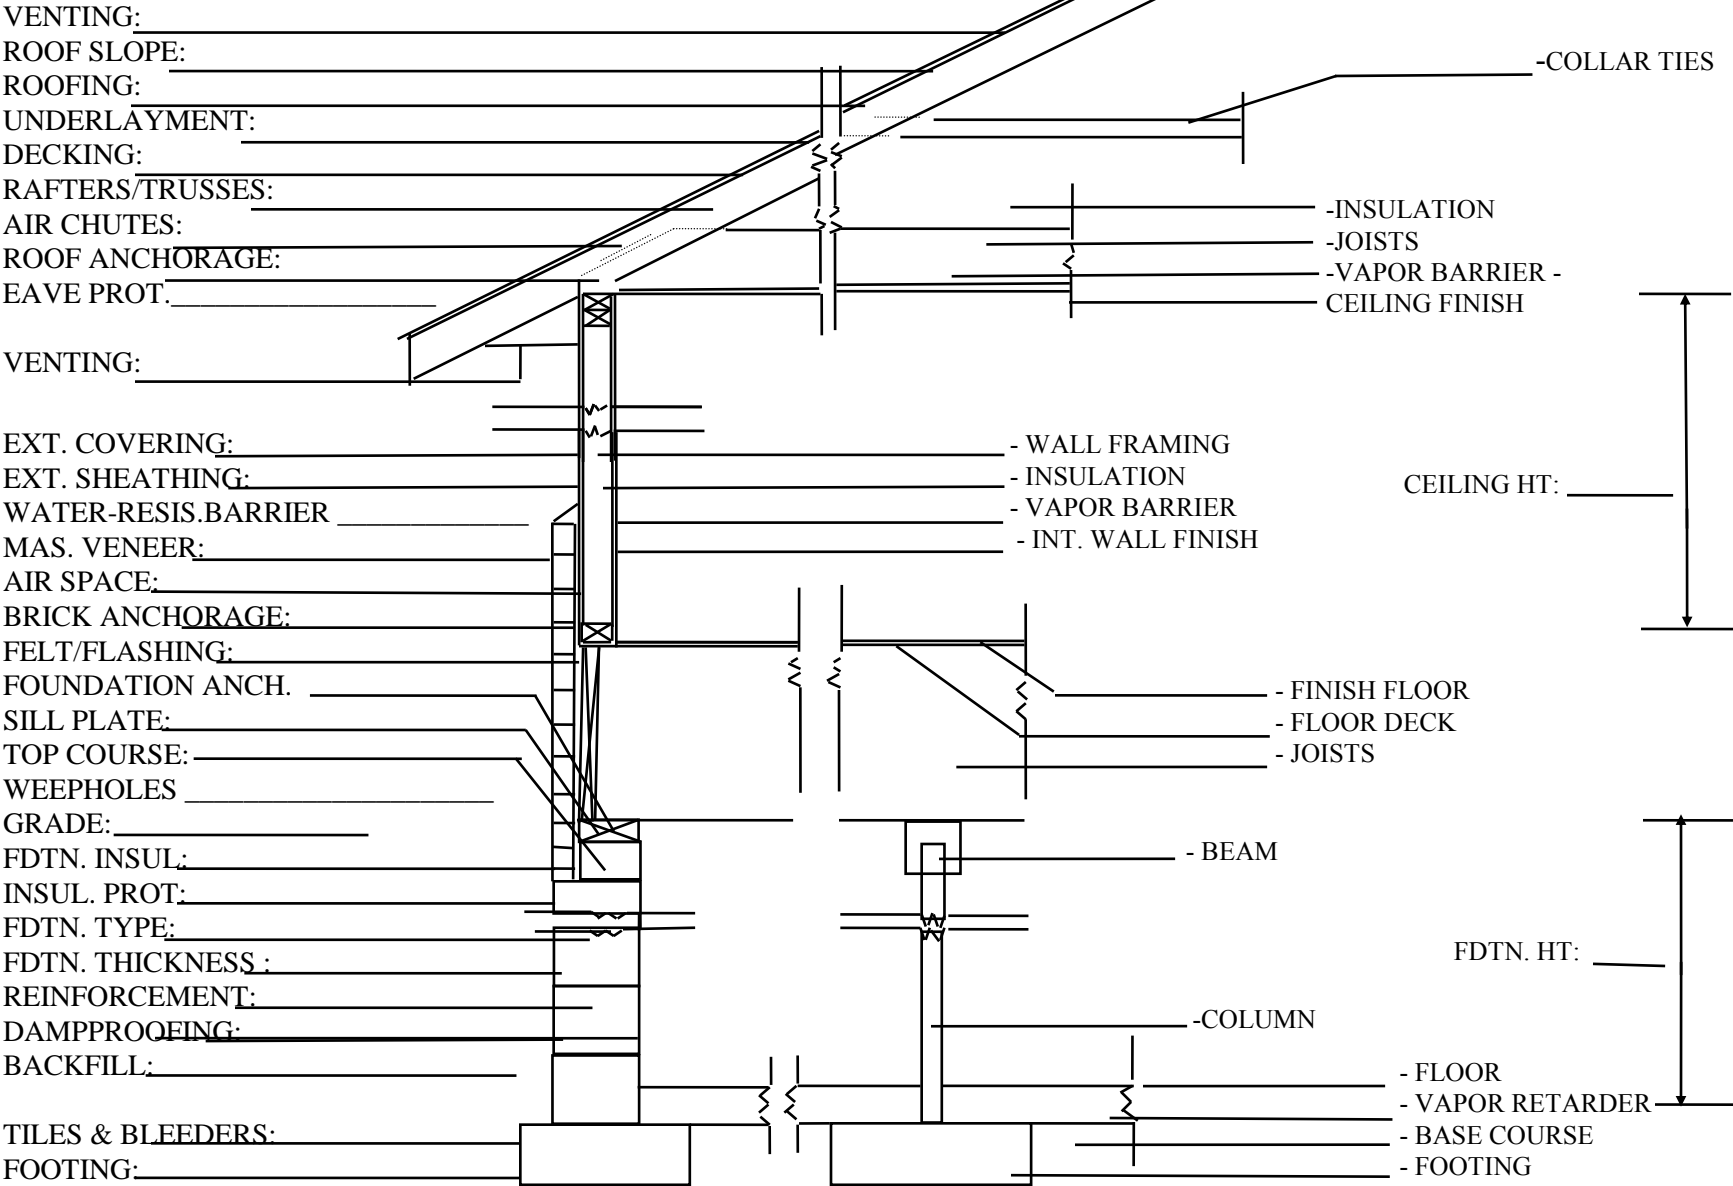 VENTING:
ROOF SLOPE:
ROOFING:
UNDERLAYMENT:
DECKING:
RAFTERS/TRUSSES:
AIR CHUTES:
ROOF ANCHORAGE:
EAVE PROT.__________________
VENTING:
EXT. COVERING:
EXT. SHEATHING:
WATER-RESIS.BARRIER _____________
MAS. VENEER:
AIR SPACE:
BRICK ANCHORAGE:
FELT/FLASHING:
FOUNDATION ANCH.
SILL PLATE:
TOP COURSE:
WEEPHOLES _____________________
GRADE:
FDTN. INSUL:
INSUL. PROT:
FDTN. TYPE:
FDTN. THICKNESS :
REINFORCEMENT:
DAMPPROOFING:
BACKFILL:
TILES & BLEEDERS:
FOOTING:
-COLLAR TIES
-INSULATION
-JOISTS
-VAPOR BARRIER -
CEILING FINISH
- WALL FRAMING
- INSULATION
- VAPOR BARRIER
- INT. WALL FINISH
CEILING HT:
- FINISH FLOOR
- FLOOR DECK
- JOISTS
- BEAM
FDTN. HT:
-COLUMN
- FLOOR
- VAPOR RETARDER
- BASE COURSE
- FOOTING